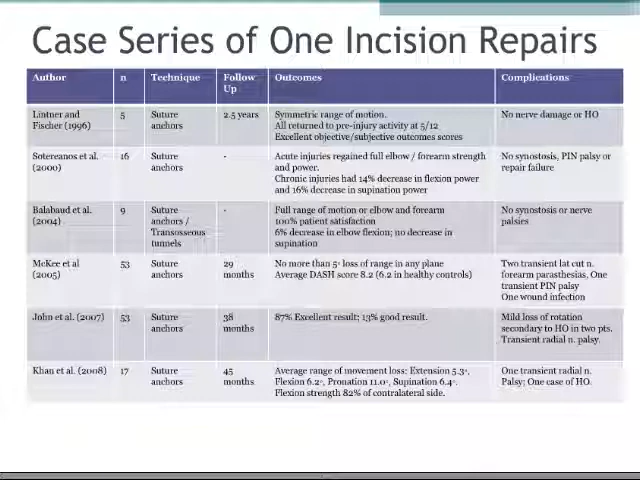 Case Series of One Incision Repairs
Author n Technique Follow Up Outcomes Complications
Lintner and Fischer (1996) 5 Suture anchors 2.5 years Symmetric range of motion.
All returned to pre-injury activity at 5/12
Excellent objective/subjective outcomes scores
No nerve damage or HO
Sotereanos et al. (2000) 16 Suture anchors - Acute injuries regained full elbow / forearm strength
and power.
Chronic injuries had 14% decrease in flexion power
and 16% decrease in supination power
No synostosis, PIN palsy or
repair failure
Balabaud et al. (2004) 9 Suture anchors / Transosseous tunnels - Full range of motion or elbow and forearm
100% patient satisfaction
6% decrease in elbow flexion; no decrease in
supination
No synostosis or nerve
palsies
McKee et al (2005) 53 Suture anchors 29 months No more than 5° loss of range in any plane
Average DASH score 8.2 (6.2 in healthy controls)
Two transient lat cut n.
forearm parasthesias, One
transient PIN palsy
One wound infection
John et al. (2007) 53 Suture anchors 38 months 87% Excellent result; 13% good result.
Mild loss of rotation
secondary to HO in two pts.
Transient radial n. palsy.
Khan et al. (2008) 17 Suture anchors 45 months Average range of movement loss: Extension 5.3°,
Flexion 6.2°, Pronation 11.0°, Supination 6.4°.
Flexion strength 82% of contralateral side.
One transient radial n.
Palsy; One case of HO.